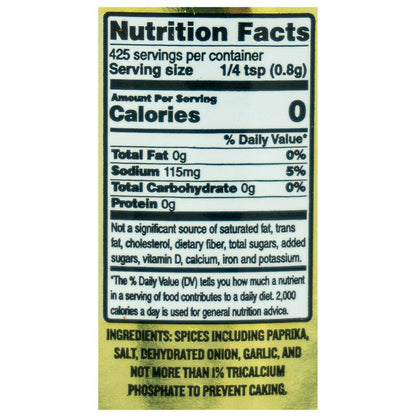 Nutrition Facts
425 servings per container
Serving size 1/4 tsp (0.8g)
Amount Per Serving
Calories 0
% Daily Value*
Total Fat 0g 0%
Sodium 115mg 5%
Total Carbohydrate 0g 0%
Protein 0g
Not a significant source of saturated fat, trans
fat, cholesterol, dietary fiber, total sugars, added
sugars, vitamin D, calcium, iron and potassium.
*The % Daily Value (DV) tells you how much a nutrient
in a serving of food contributes to a daily diet. 2,000
calories a day is used for general nutrition advice.
INGREDIENTS: SPICES INCLUDING PAPRIKA,
SALT, DEHYDRATED ONION, GARLIC, AND
NOT MORE THAN 1% TRICALCIUM
PHOSPHATE TO PREVENT CAKING.